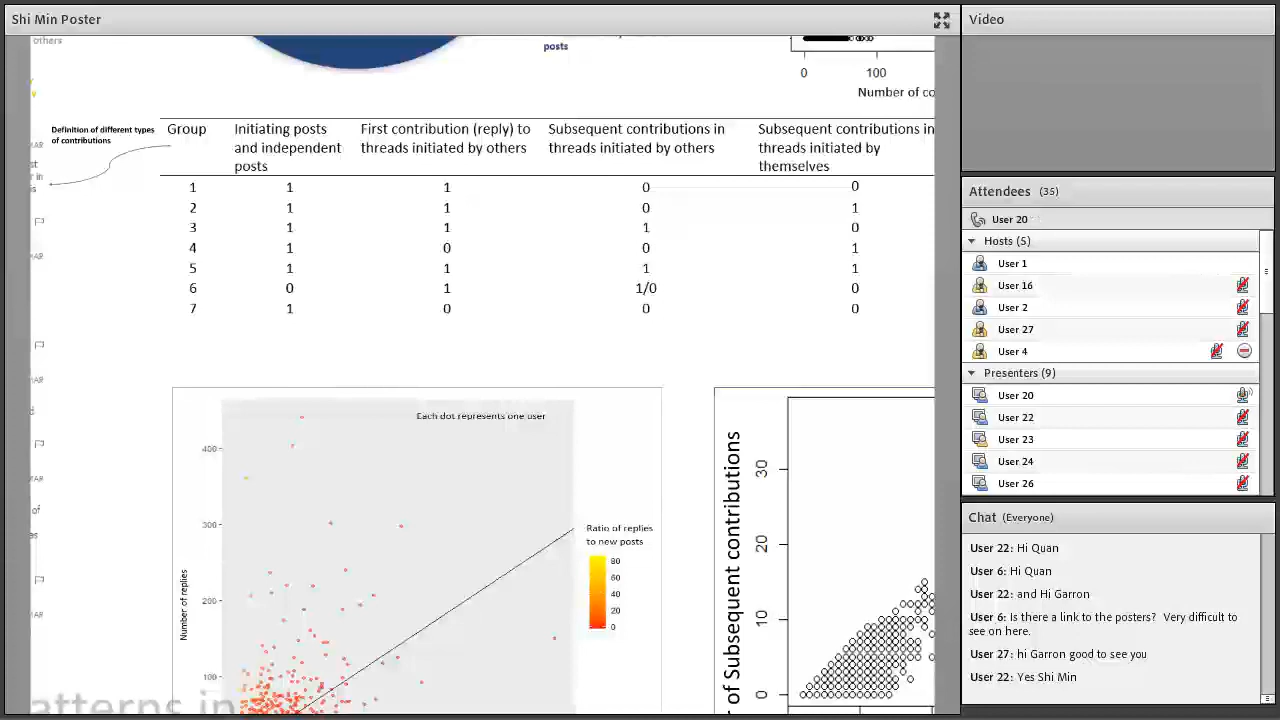 Shi Min Poster
others
posts
0 100
Number of co
Definition of different types
of contributions
Group Initiating posts and independent posts First contribution (reply) to threads initiated by others Subsequent contributions in threads initiated by others Subsequent contributions in threads initiated by themselves
1 1 1 0 0
2 1 1 0 1
3 1 1 1 0
4 1 0 0 1
5 1 1 1 1
6 0 1 1/0 0
7 1 0 0 0
Each dot represents one user
400
300
200
100
Number of replies
Ratio of replies
to new posts
80
60
40
20
0
r of Subsequent contributions
30
20
10
0
atterns in
Video
Attendees (35)
User 20
Hosts (5)
User 1
User 16
User 2
User 27
User 4
Presenters (9)
User 20
User 22
User 23
User 24
User 26
Chat (Everyone)
User 22: Hi Quan
User 6: Hi Quan
User 22: and Hi Garron
User 6: Is there a link to the posters? Very difficult to
see on here.
User 27: hi Garron good to see you
User 22: Yes Shi Min